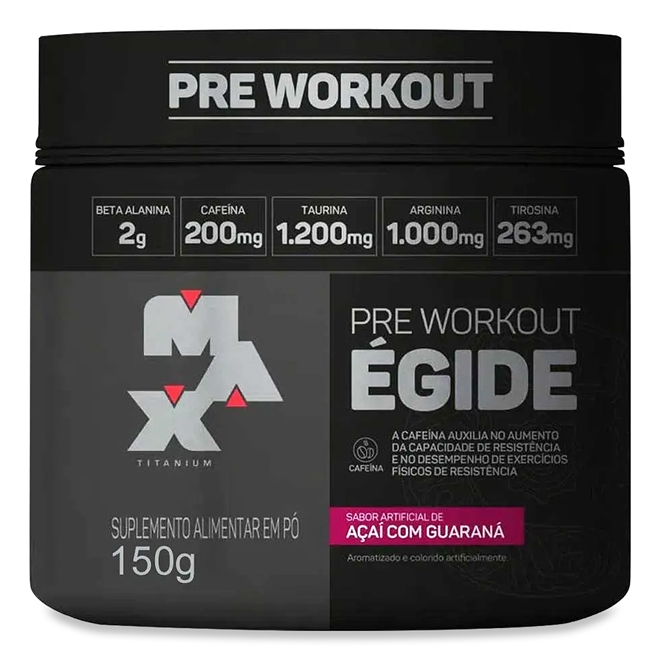 PRE WORKOUT
BETA ALANINA
2g
CAFEÍNA
200mg
TAURINA
1.200mg
ARGININA
1.000mg
TIROSINA
263mg
MAX
TITANIUM
PRE WORKOUT
ÉGIDE
CAFEÍNA
A CAFEÍNA AUXILIA NO AUMENTO
DA CAPACIDADE DE RESISTÊNCIA
E NO DESEMPENHO DE EXERCÍCIOS
FÍSICOS DE RESISTÊNCIA
SUPLEMENTO ALIMENTAR EM PÓ
150g
SABOR ARTIFICIAL DE
AÇAÍ COM GUARANÁ
Aromatizado e colorido artificialmente